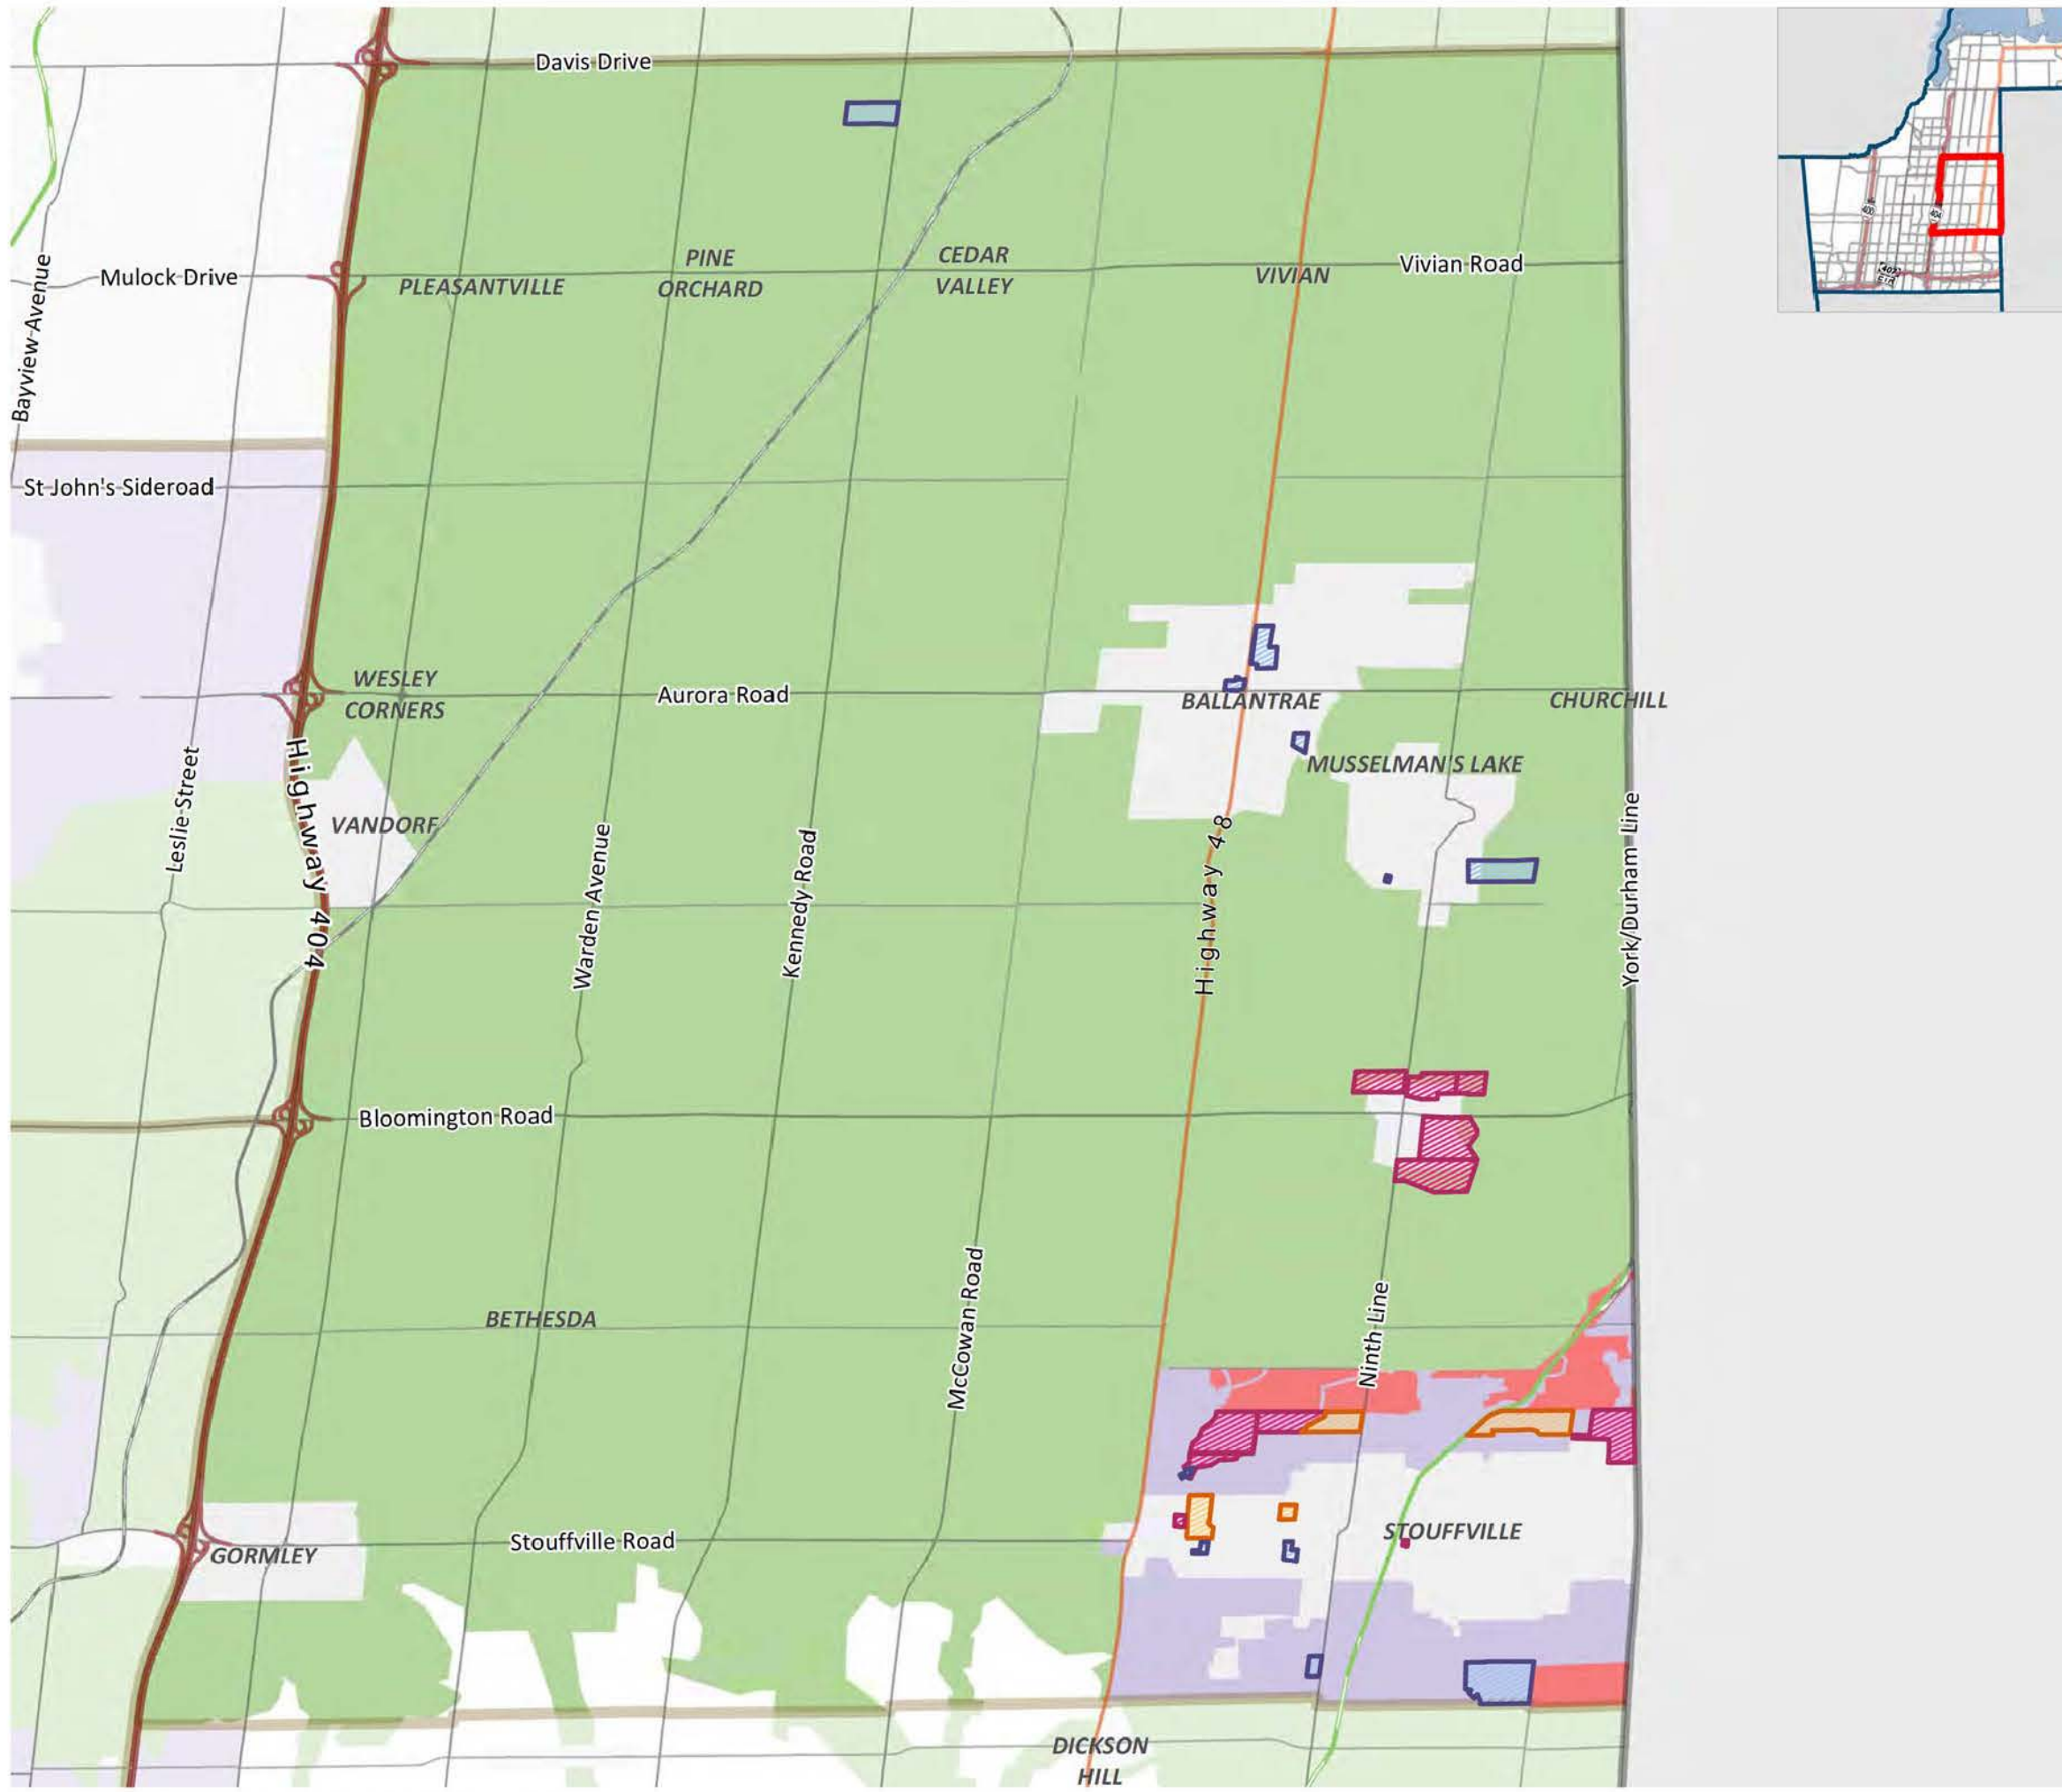 Davis Drive
Mulock Drive
PLEASANTVILLE
PINE
ORCHARD
CEDAR
VALLEY
VIVIAN
Vivian Road
Bayview Avenue
St John's Sideroad
WESLEY
CORNERS
Aurora Road
BALLANTRAE
CHURCHILL
MUSSELMAN'S LAKE
Leslie Street
Highway 404
VANDORF
Warden Avenue
Kennedy Road
Highway 48
York/Durham Line
Bloomington Road
BETHESDA
McCowan Road
Ninth Line
GORMLEY
Stouffville Road
STOUFFVILLE
DICKSON
HILL
400
404